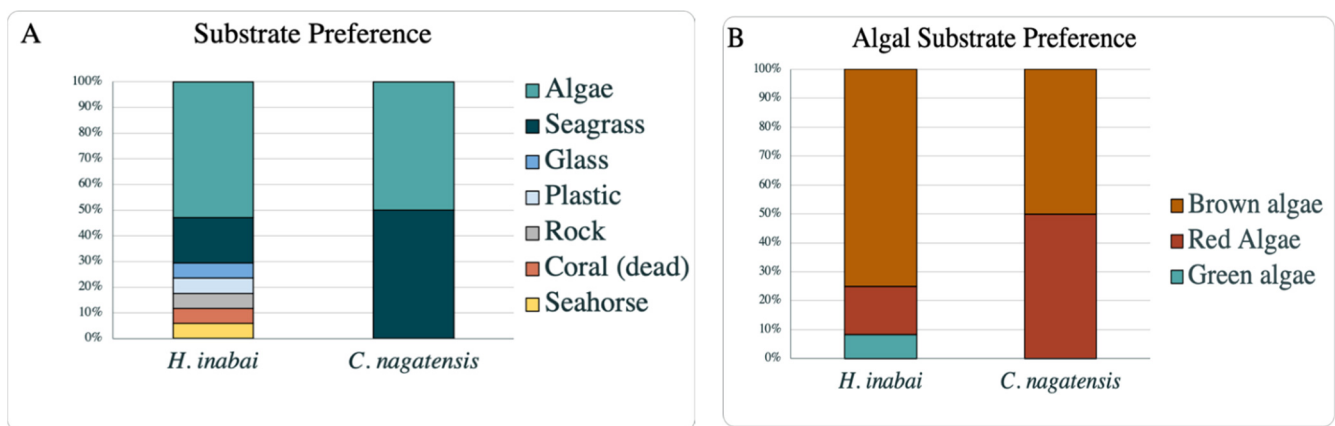 A
Substrate Preference
100%
90%
80%
70%
60%
50%
40%
30%
20%
10%
0%
H. inabai
C. nagatensis
Algae
Seagrass
Glass
Plastic
Rock
Coral (dead)
Seahorse
B
Algal Substrate Preference
100%
90%
80%
70%
60%
50%
40%
30%
20%
10%
0%
H. inabai
C. nagatensis
Brown algae
Red Algae
Green algae